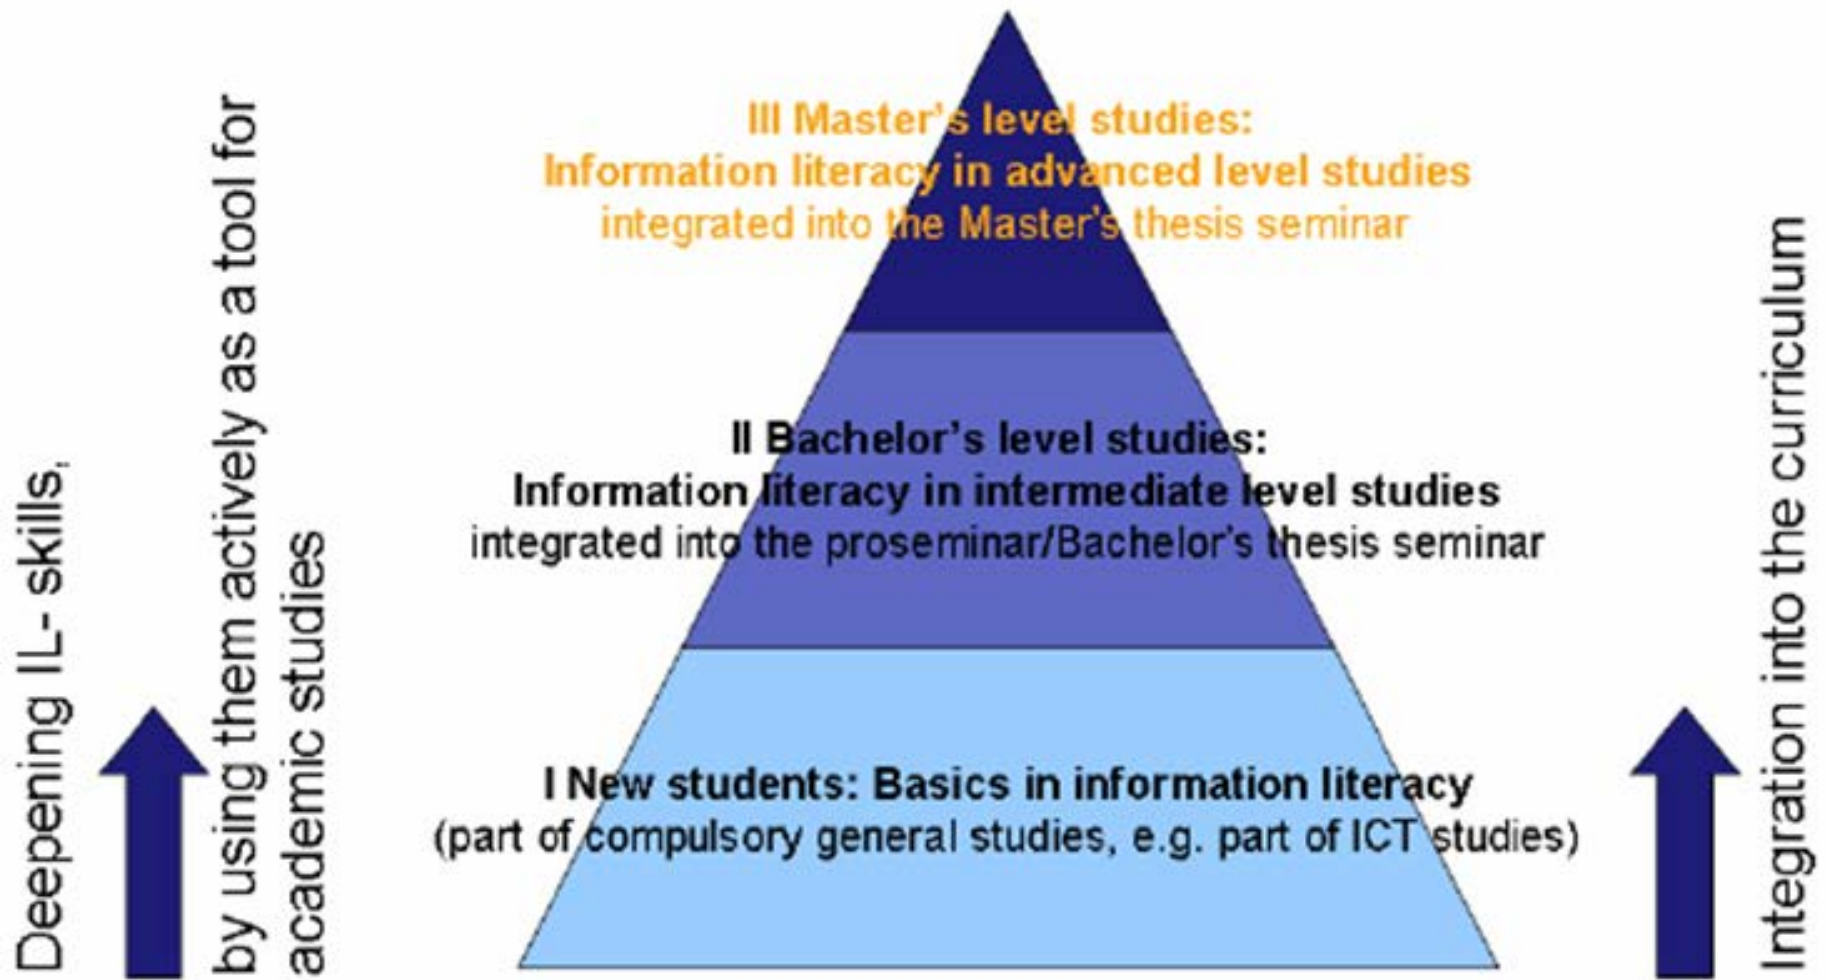 Deepening IL- skills,
by using them actively as a tool for
academic studies
III Master's level studies:
Information literacy in advanced level studies
integrated into the Master's thesis seminar
II Bachelor's level studies:
Information literacy in intermediate level studies
integrated into the proseminar/Bachelor's thesis seminar
I New students: Basics in information literacy
(part of compulsory general studies, e.g. part of ICT studies)
Integration into the curriculum